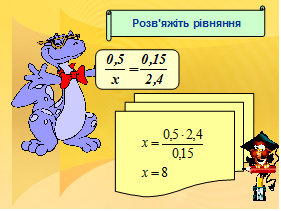 Розв'яжіть рівняння
0,5/x = 0,15/2,4
x = 0,5 · 2,4/0,15
x = 8